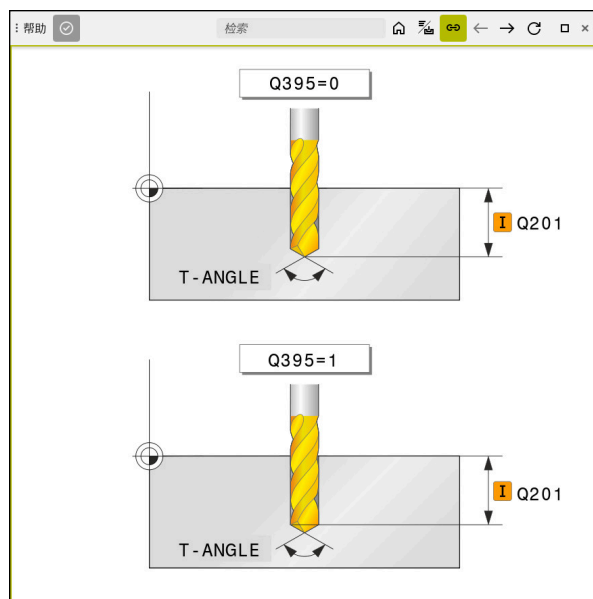 帮助
检索
Q395=0
I Q201
T-ANGLE
Q395=1
I Q201
T-ANGLE